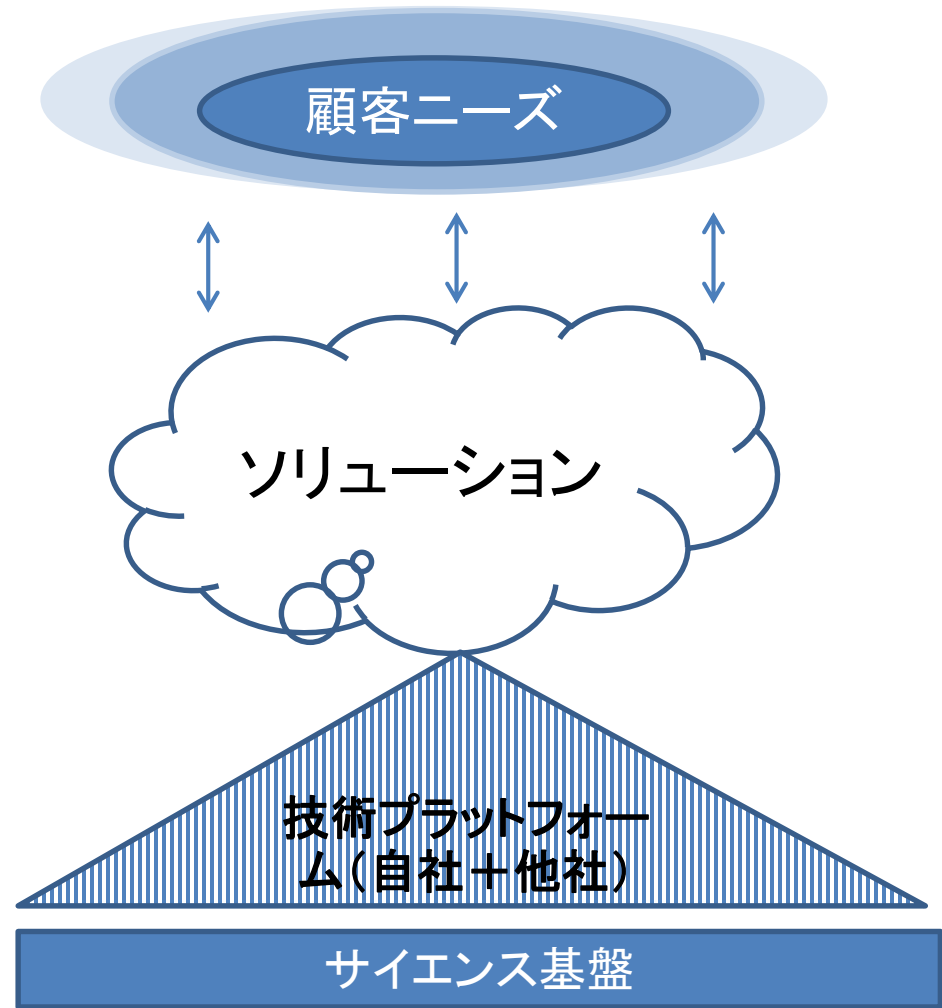 顧客ニーズ
ソリューション
技術プラットフォー
ム(自社＋他社)
サイエンス基盤